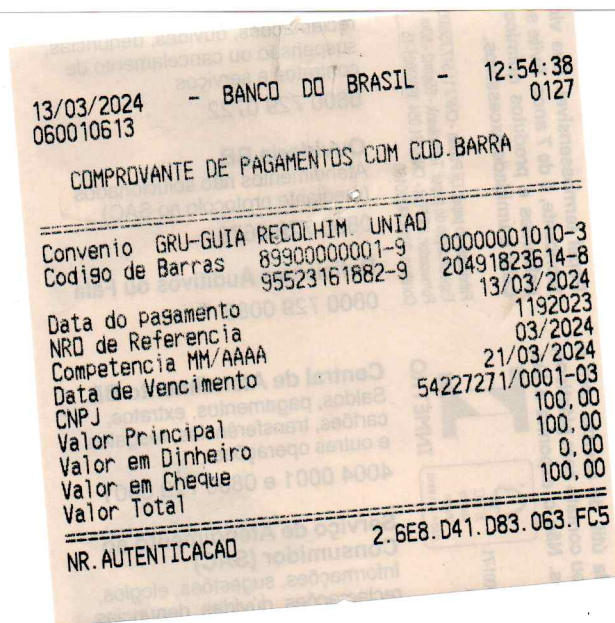 13/03/2024 - BANCO DO BRASIL - 12:54:38
060010613 0127
COMPROVANTE DE PAGAMENTOS COM COD.BARRA
Convenio GRU-GUIA RECOLHIM. UNIAO
Codigo de Barras 89900000001-9 00000001010-3
95523161882-9 20491823614-8
Data do pagamento 13/03/2024
NRO de Referencia 1192023
Competencia MM/AAAA 03/2024
Data de Vencimento 21/03/2024
CNPJ 54227271/0001-03
Valor Principal 100,00
Valor em Dinheiro 100,00
Valor em Cheque 0,00
Valor Total 100,00
NR.AUTENTICACAO 2.6E8.D41.D83.063.FC5